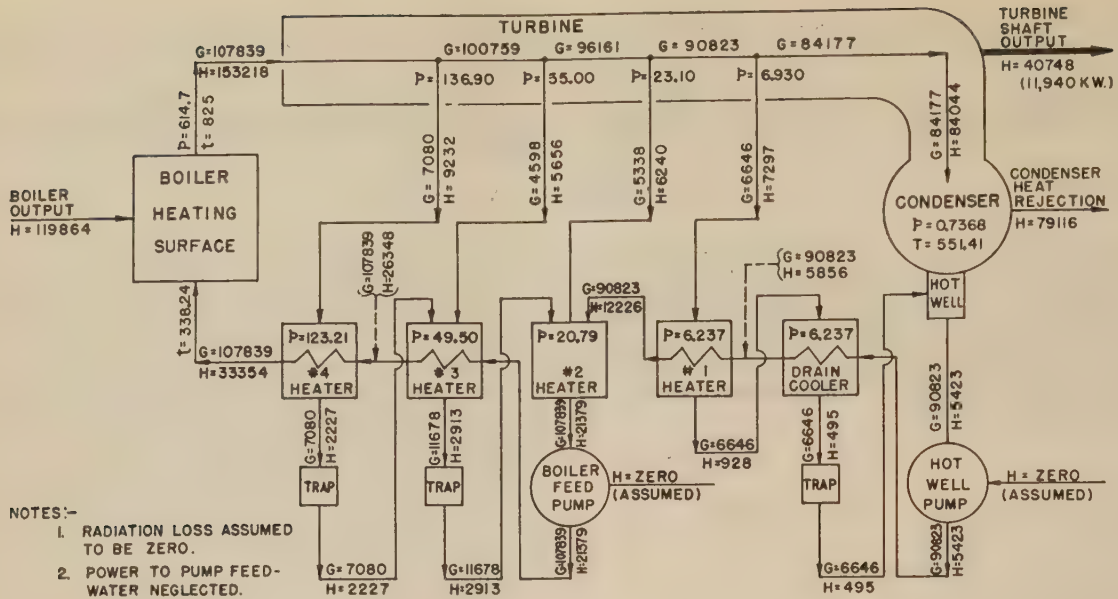 TURBINE
TURBINE
SHAFT
OUTPUT
H=40748
(11,940 KW.)
G=107839
H=153218
G=100759
G=96161
G=90823
G=84177
P=136.90
P=55.00
P=23.10
P=6.930
P=614.7
t=825
G=7080
H=9232
G=4598
H=5656
G=5338
H=6240
G=6646
H=7297
G=84177
H=84044
BOILER
OUTPUT
H=119864
BOILER
HEATING
SURFACE
CONDENSER
P=0.7368
T=551.41
CONDENSER
HEAT
REJECTION
H=79116
HOT
WELL
t=338.24
G=107839
H=33354
G=107839
H=26348
G=90823
H=12226
G=90823
H=5856
P=123.21
#4
HEATER
P=49.50
#3
HEATER
P=20.79
#2
HEATER
P=6.237
#1
HEATER
P=6.237
DRAIN
COOLER
G=90823
H=5423
G=7080
H=2227
G=11678
H=2913
G=107839
H=21379
G=6646
H=928
G=6646
H=495
TRAP
TRAP
BOILER
FEED
PUMP
H=ZERO
(ASSUMED)
TRAP
HOT
WELL
PUMP
H=ZERO
(ASSUMED)
G=7080
H=2227
G=11678
H=2913
G=107839
H=21379
G=6646
H=495
G=90823
H=5423
NOTES:-
1. RADIATION LOSS ASSUMED
TO BE ZERO.
2. POWER TO PUMP FEED-
WATER NEGLECTED.